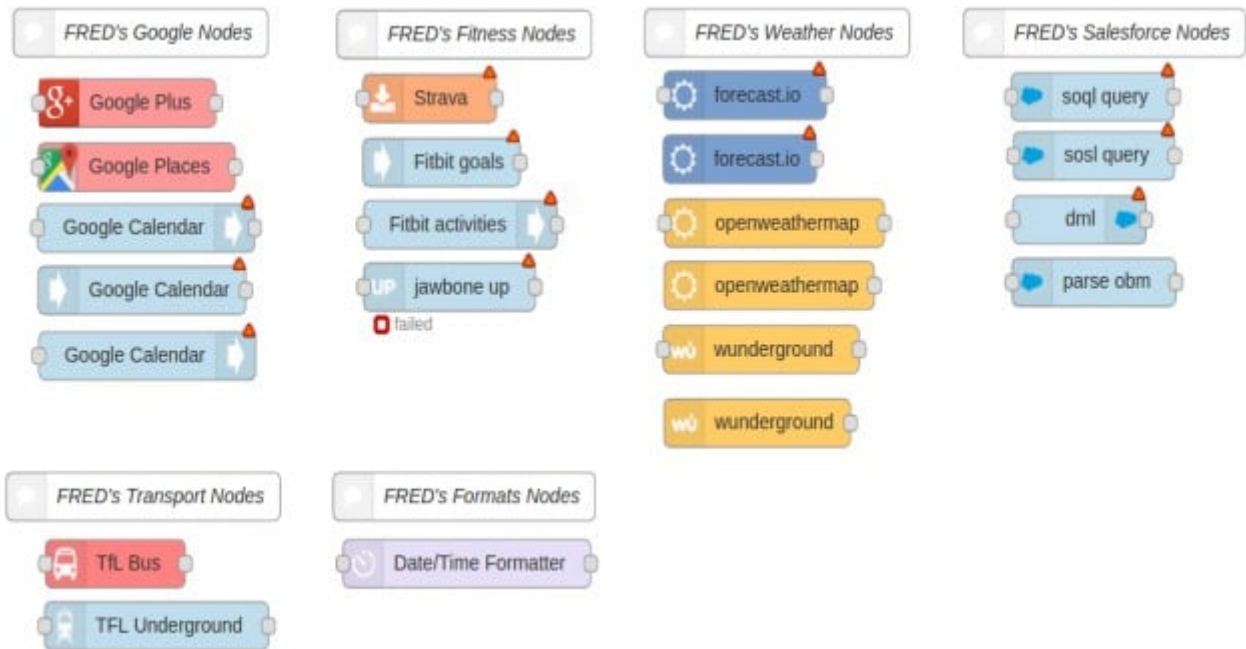 FRED's Google Nodes
g+ Google Plus
g Google Places
Google Calendar
Google Calendar
Google Calendar
FRED's Fitness Nodes
Strava
Fitbit goals
Fitbit activities
UP jawbone up
failed
FRED's Weather Nodes
forecast.io
forecast.io
openweathermap
openweathermap
wu wunderground
wu wunderground
FRED's Salesforce Nodes
soql query
sosl query
dml
parse obm
FRED's Transport Nodes
TfL Bus
TFL Underground
FRED's Formats Nodes
Date/Time Formatter